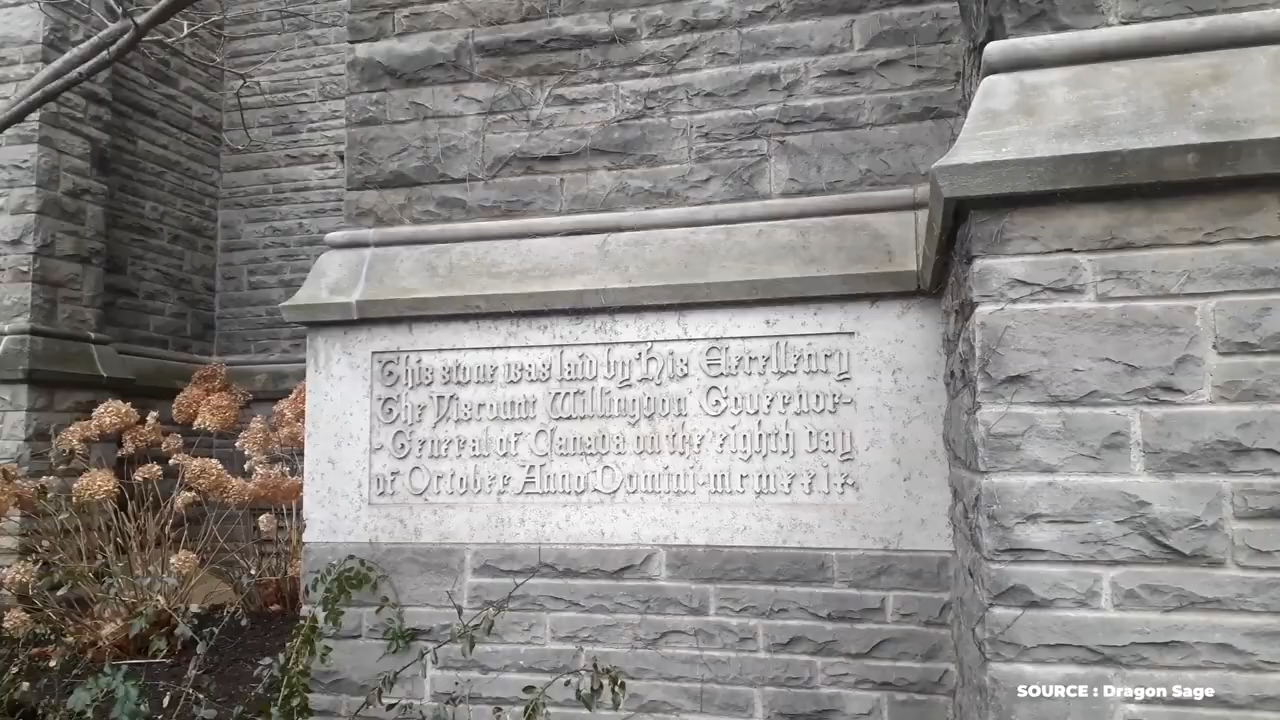 This stone was laid by His Excellency
The Viscount Willingdon Governor-
-General of Canada on the eighth day
of October Anno Domini mcmxxix
SOURCE : Dragon Sage